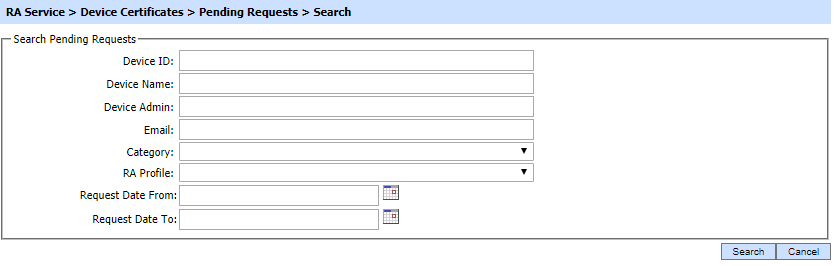 RA Service > Device Certificates > Pending Requests > Search
Search Pending Requests
Device ID:
Device Name:
Device Admin:
Email:
Category:
RA Profile:
Request Date From:
Request Date To:
Search Cancel